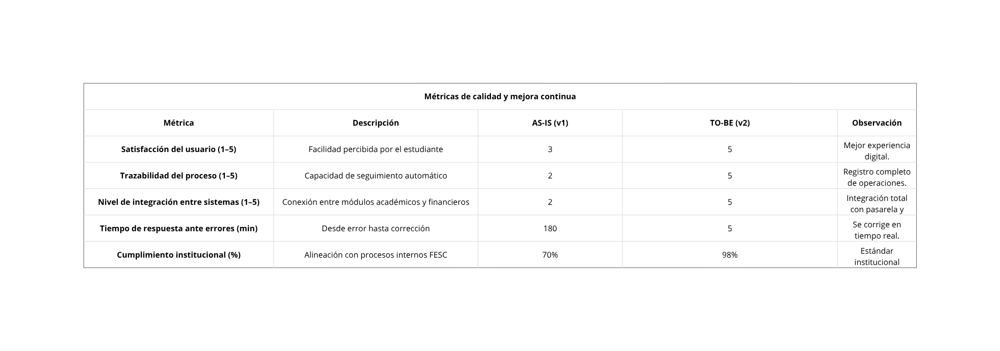 Métricas de calidad y mejora continua
Métrica Descripción AS-IS (v1) TO-BE (v2) Observación
Satisfacción del usuario (1–5) Facilidad percibida por el estudiante 3 5 Mejor experiencia
digital.
Trazabilidad del proceso (1–5) Capacidad de seguimiento automático 2 5 Registro completo
de operaciones.
Nivel de integración entre sistemas (1–5) Conexión entre módulos académicos y financieros 2 5 Integración total
con pasarela y
Tiempo de respuesta ante errores (min) Desde error hasta corrección 180 5 Se corrige en
tiempo real.
Cumplimiento institucional (%) Alineación con procesos internos FESC 70% 98% Estándar
institucional